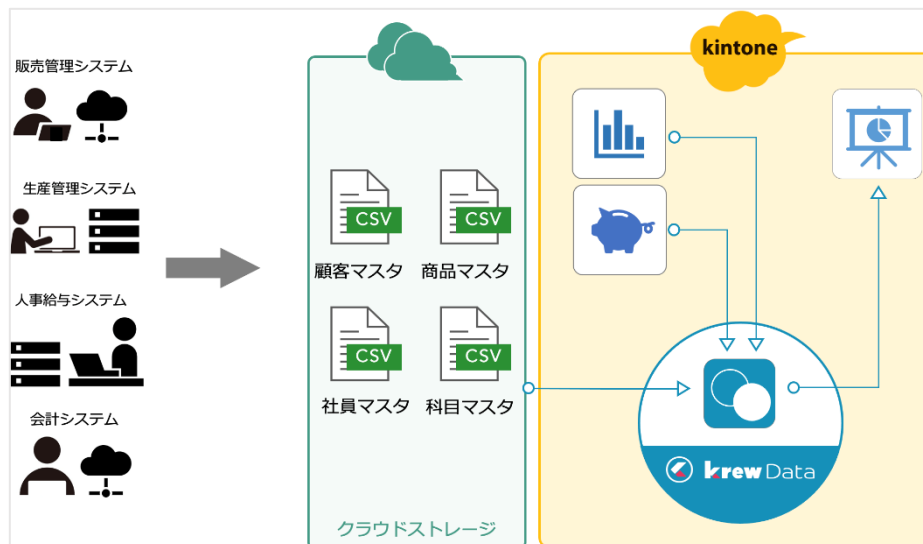 販売管理システム
生産管理システム
人事給与システム
会計システム
CSV
顧客マスタ
CSV
商品マスタ
CSV
社員マスタ
CSV
科目マスタ
クラウドストレージ
kintone
krew Data